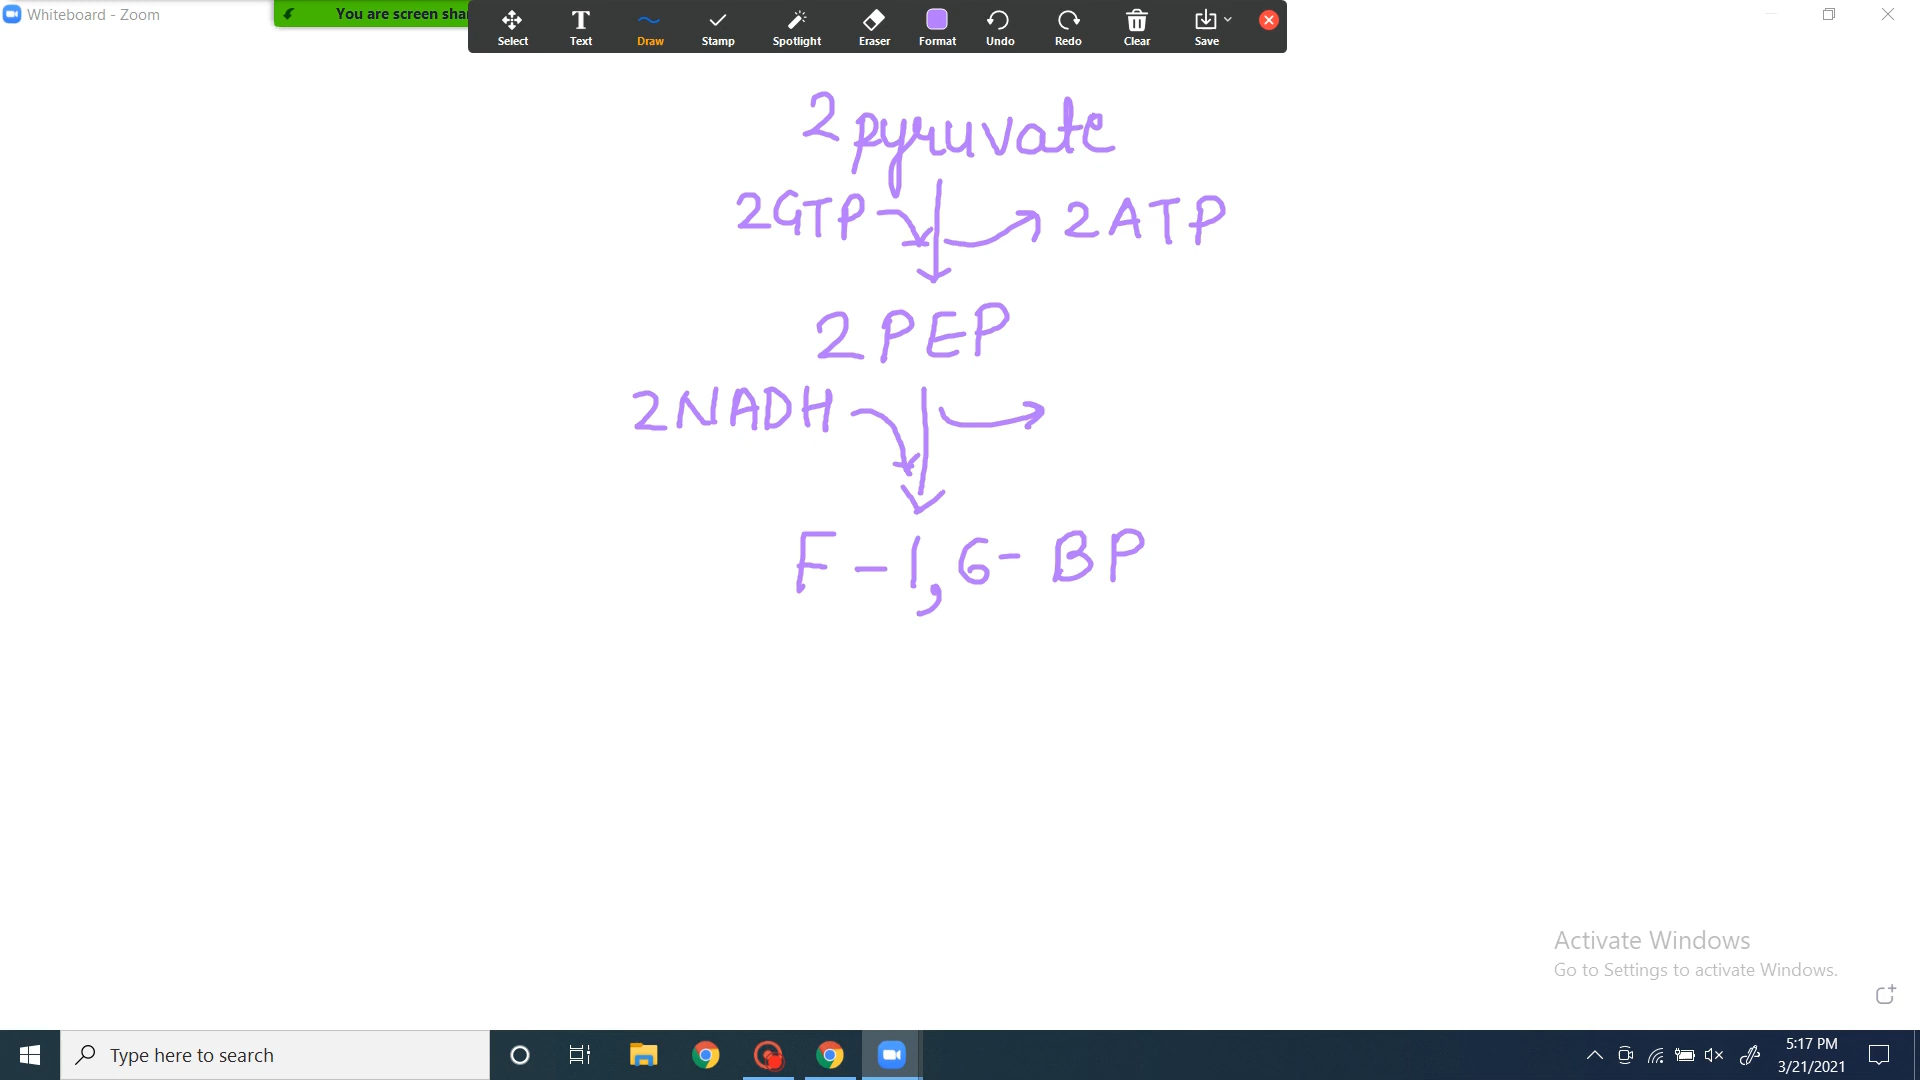 Whiteboard - Zoom
You are screen sha
Select Text Draw Stamp Spotlight Eraser Format Undo Redo Clear Save
2 pyruvate
2GTP 2ATP
2 PEP
2NADH
F-1,6-BP
Activate Windows
Go to Settings to activate Windows.
Type here to search
5:17 PM
3/21/2021